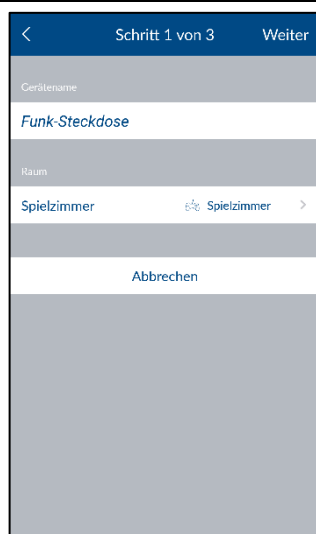 Schritt 1 von 3 Weiter
Gerätename
Funk-Steckdose
Raum
Spielzimmer Spielzimmer
Abbrechen